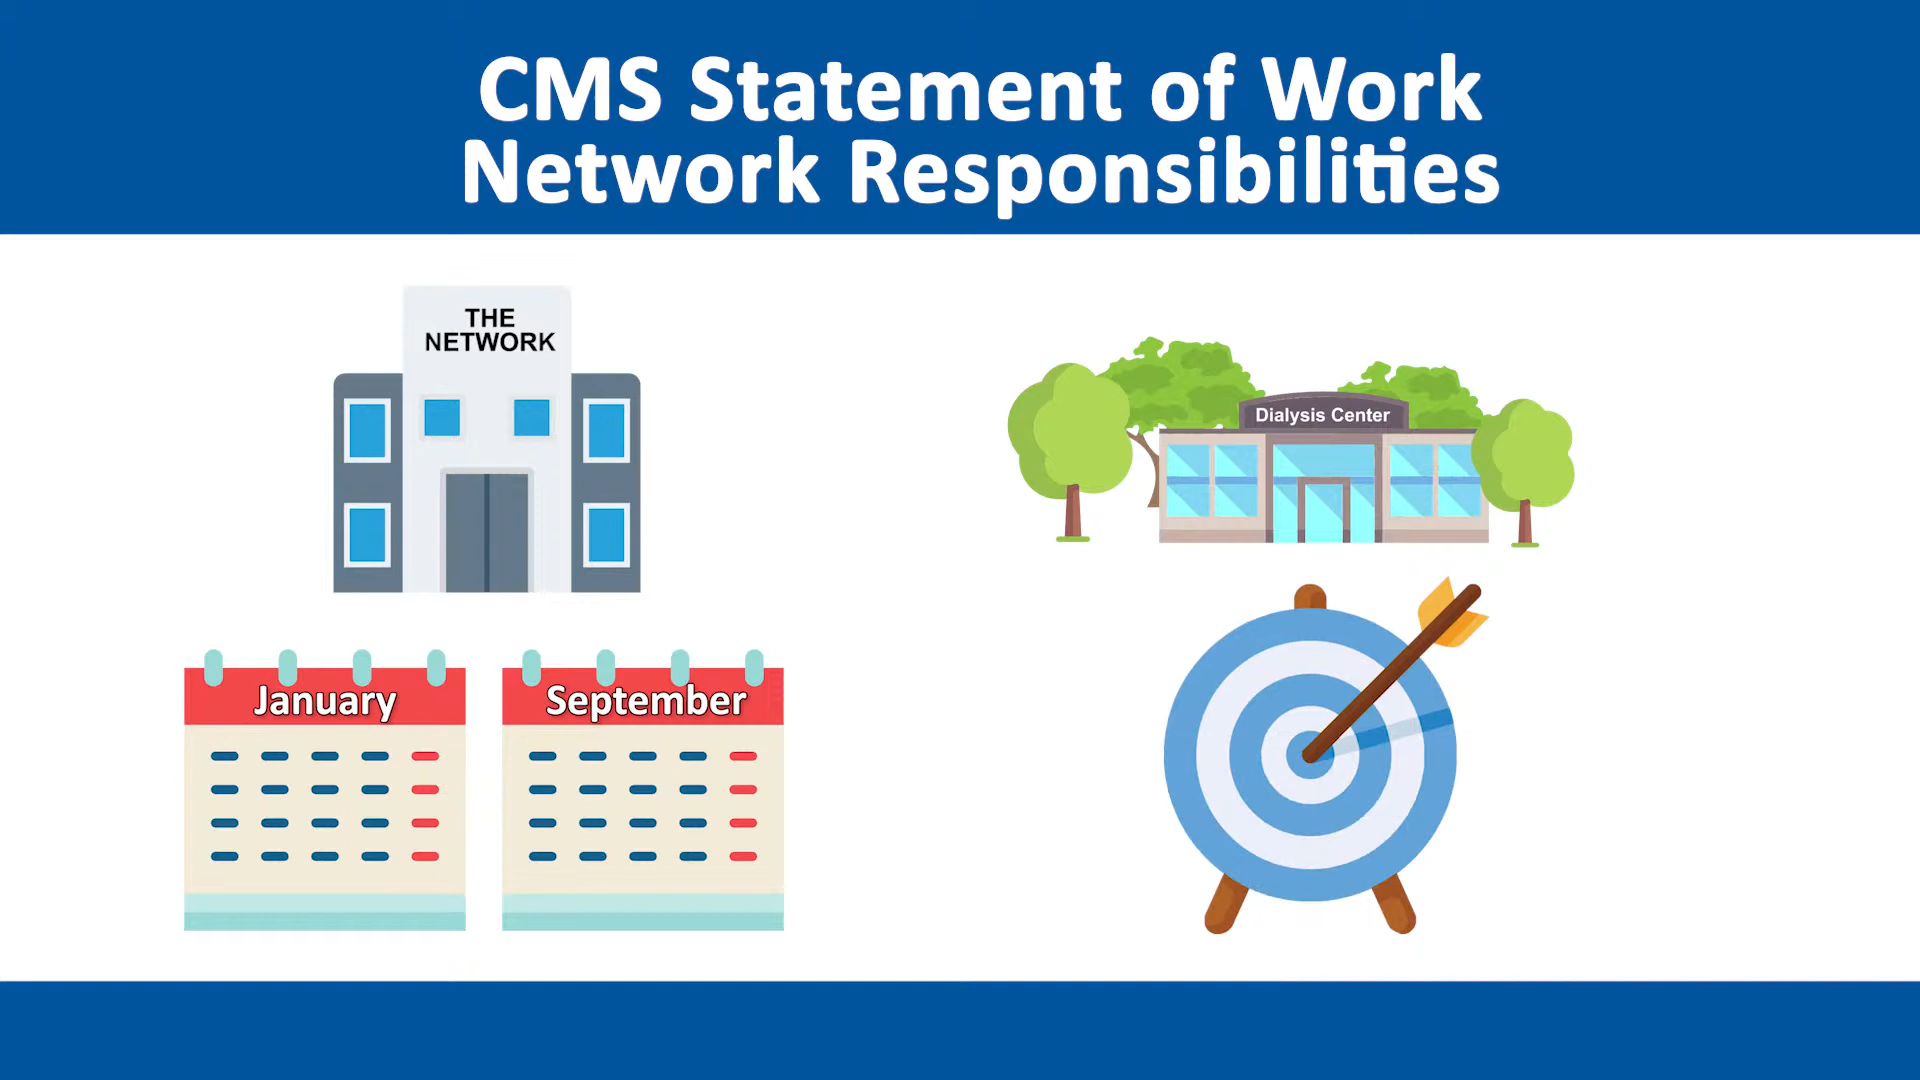 CMS Statement of Work
Network Responsibilities
THE
NETWORK
Dialysis Center
January
September